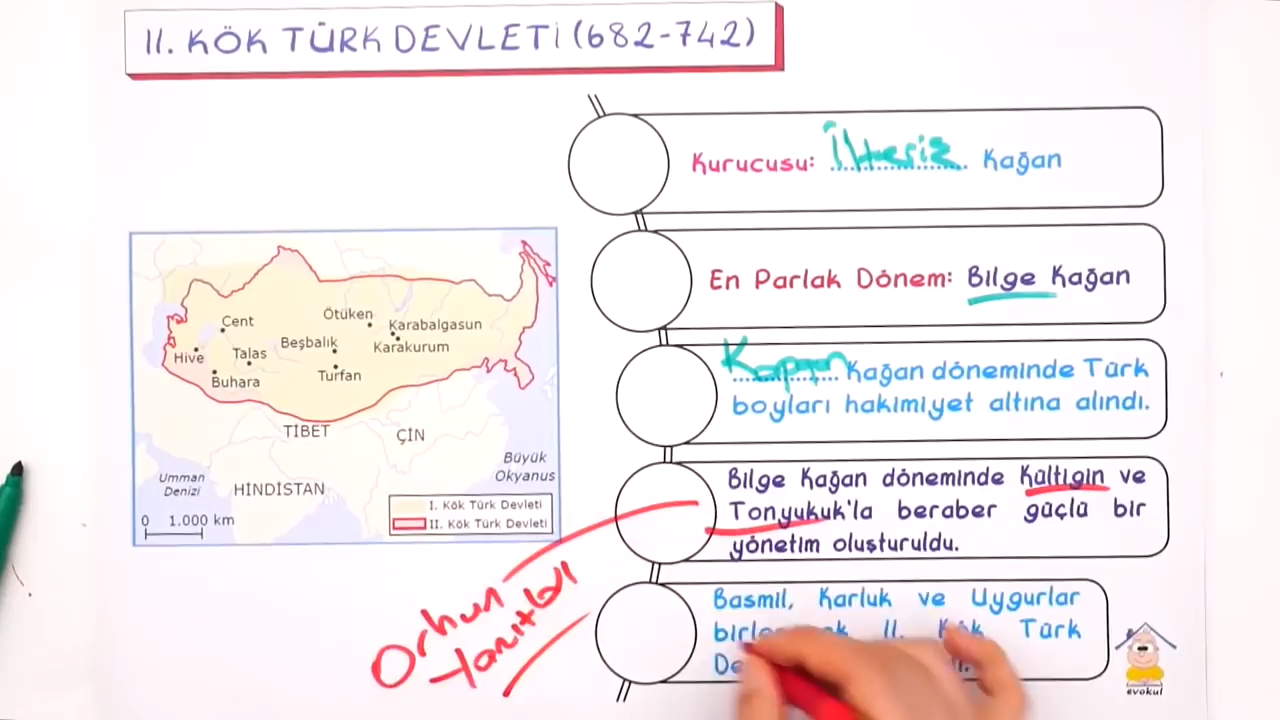 II. KÖK TÜRK DEVLETİ (682-742)
Kurucusu: İlteriş Kağan
En Parlak Dönem: Bilge Kağan
Kapgan Kağan döneminde Türk
boyları hakimiyet altına alındı.
Bilge Kağan döneminde Kültigin ve
Tonyukuk'la beraber güçlü bir
yönetim oluşturuldu.
Basmil, Karluk ve Uygurlar
II. Kök Türk
Orhun
Cent
Ötüken
Karabalgasun
Beşbalık
Karakurum
Hive
Talas
Turfan
Buhara
TİBET
ÇİN
Büyük
Okyanus
Umman
Denizi
HİNDİSTAN
I. Kök Türk Devleti
II. Kök Türk Devleti
0 1.000 km
evokul